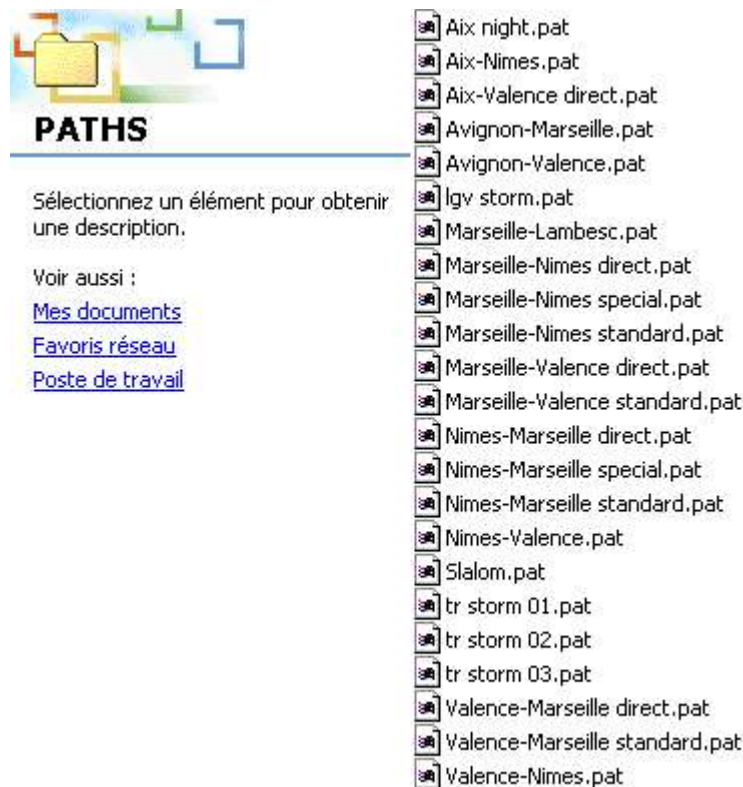 PATHS
Sélectionnez un élément pour obtenir
une description.
Voir aussi :
Mes documents
Favoris réseau
Poste de travail
Aix night.pat
Aix-Nimes.pat
Aix-Valence direct.pat
Avignon-Marseille.pat
Avignon-Valence.pat
lgv storm.pat
Marseille-Lambesc.pat
Marseille-Nimes direct.pat
Marseille-Nimes special.pat
Marseille-Nimes standard.pat
Marseille-Valence direct.pat
Marseille-Valence standard.pat
Nimes-Marseille direct.pat
Nimes-Marseille special.pat
Nimes-Marseille standard.pat
Nimes-Valence.pat
Slalom.pat
tr storm 01.pat
tr storm 02.pat
tr storm 03.pat
Valence-Marseille direct.pat
Valence-Marseille standard.pat
Valence-Nimes.pat